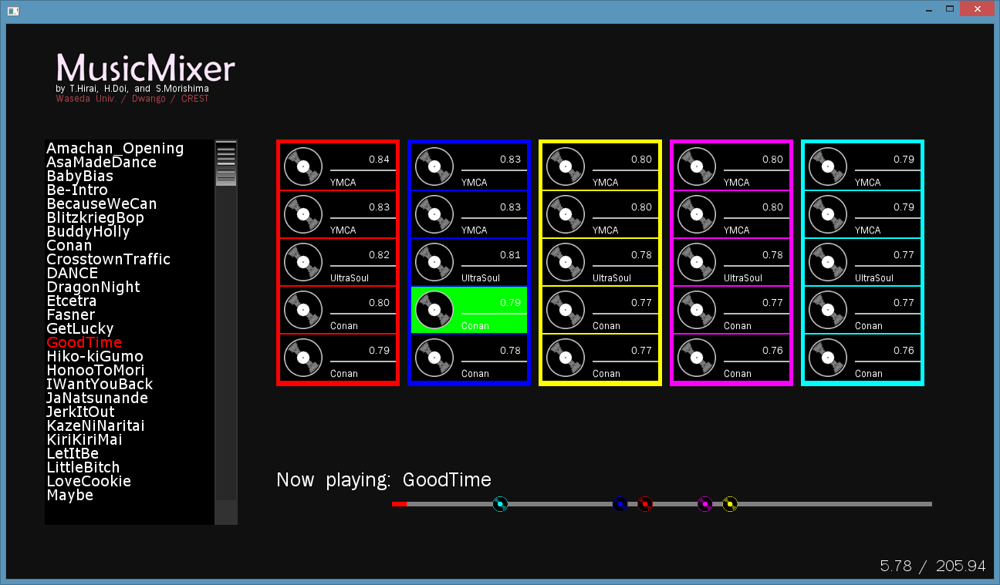 MusicMixer
by T.Hirai, H.Doi, and S.Morishima
Waseda Univ. / Dwango / CREST
Amachan_Opening
AsaMadeDance
BabyBias
Be-Intro
BecauseWeCan
BlitzkriegBop
BuddyHolly
Conan
CrosstownTraffic
DANCE
DragonNight
Etcetra
Fasner
GetLucky
GoodTime
Hiko-kiGumo
HonooToMori
IWantYouBack
JaNatsunande
JerkItOut
KazeNiNaritai
KiriKiriMai
LetItBe
LittleBitch
LoveCookie
Maybe
0.84
YMCA
0.83
YMCA
0.82
UltraSoul
0.80
Conan
0.79
Conan
0.83
YMCA
0.83
YMCA
0.81
UltraSoul
0.79
Conan
0.78
Conan
0.80
YMCA
0.80
YMCA
0.78
UltraSoul
0.77
Conan
0.77
Conan
0.80
YMCA
0.80
YMCA
0.78
UltraSoul
0.77
Conan
0.76
Conan
0.79
YMCA
0.79
YMCA
0.77
UltraSoul
0.77
Conan
0.76
Conan
Now playing: GoodTime
5.78 / 205.94